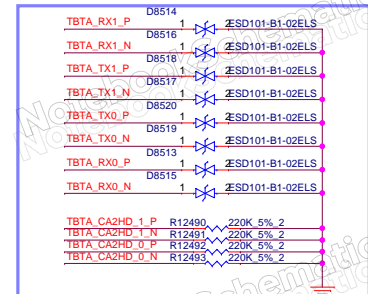 D8514
TBTA_RX1_P 1 2 ESD101-B1-02ELS
D8516
TBTA_RX1_N 1 2 ESD101-B1-02ELS
D8518
TBTA_TX1_P 1 2 ESD101-B1-02ELS
D8517
TBTA_TX1_N 1 2 ESD101-B1-02ELS
D8520
TBTA_TX0_P 1 2 ESD101-B1-02ELS
D8519
TBTA_TX0_N 1 2 ESD101-B1-02ELS
D8513
TBTA_RX0_P 1 2 ESD101-B1-02ELS
D8515
TBTA_RX0_N 1 2 ESD101-B1-02ELS
TBTA_CA2HD_1_P R12490 220K_5%_2
TBTA_CA2HD_1_N R12491 220K_5%_2
TBTA_CA2HD_0_P R12492 220K_5%_2
TBTA_CA2HD_0_N R12493 220K_5%_2